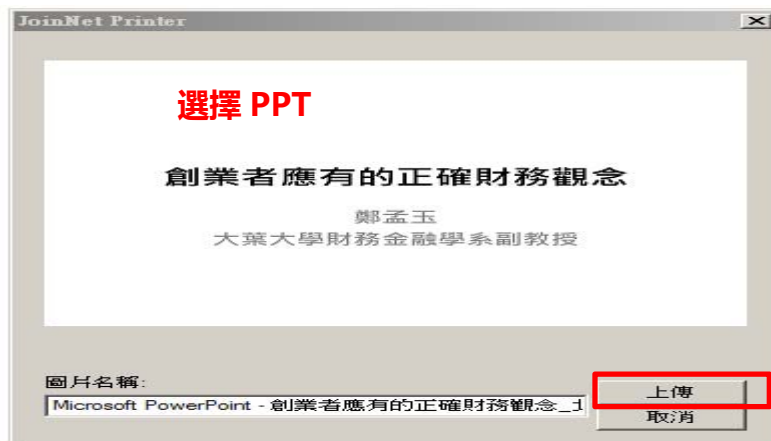 JoinNet Printer
選擇 PPT
創業者應有的正確財務觀念
鄭孟玉
大葉大學財務金融學系副教授
圖片名稱:
Microsoft PowerPoint - 創業者應有的正確財務觀念_1
上傳
取消